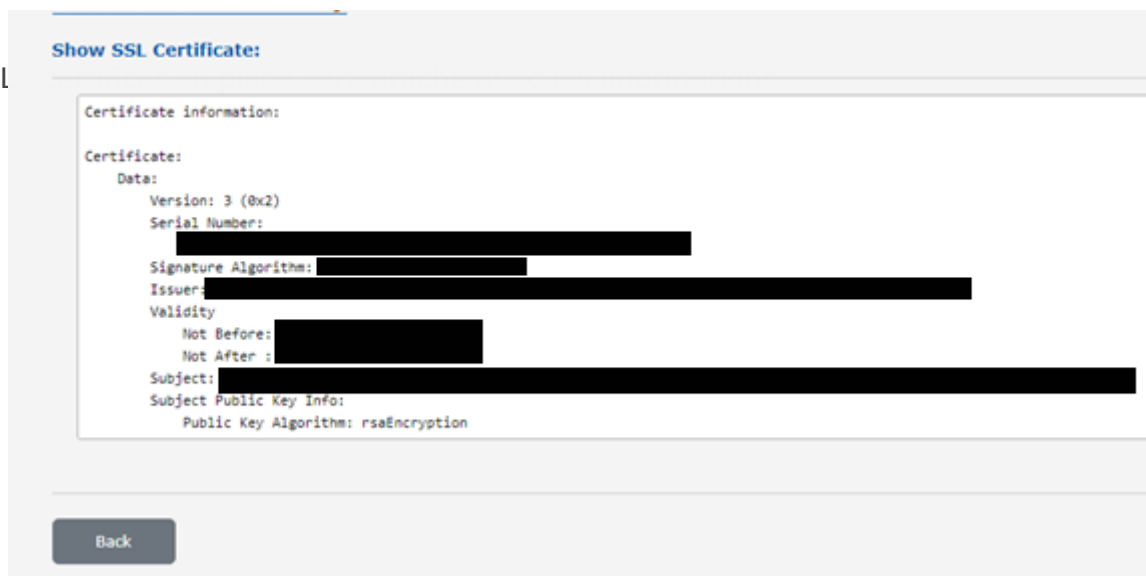 Show SSL Certificate:
L
Certificate information:
Certificate:
Data:
Version: 3 (0x2)
Serial Number:
Signature Algorithm:
Issuer:
Validity
Not Before:
Not After :
Subject:
Subject Public Key Info:
Public Key Algorithm: rsaEncryption
Back